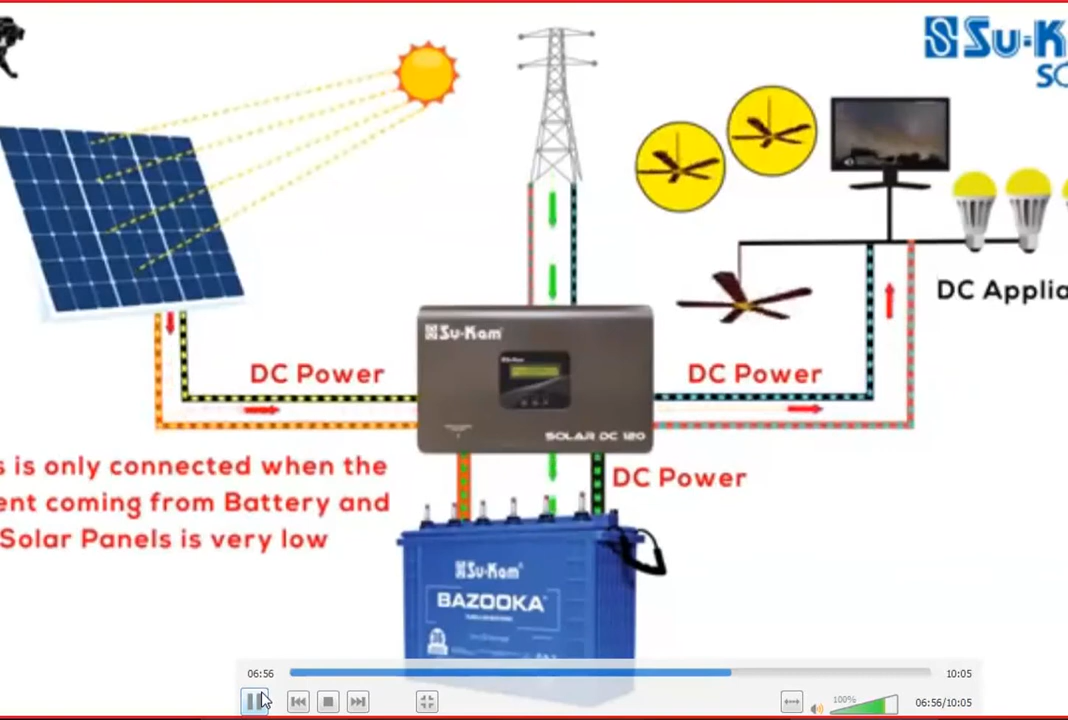 Su-K
SO
DC Power
DC Power
DC Applia
Su-Kam
SOLAR DC 120
s is only connected when the
ent coming from Battery and
Solar Panels is very low
DC Power
Su-Kam
BAZOOKA
06:56
10:05
100%
06:56/10:05